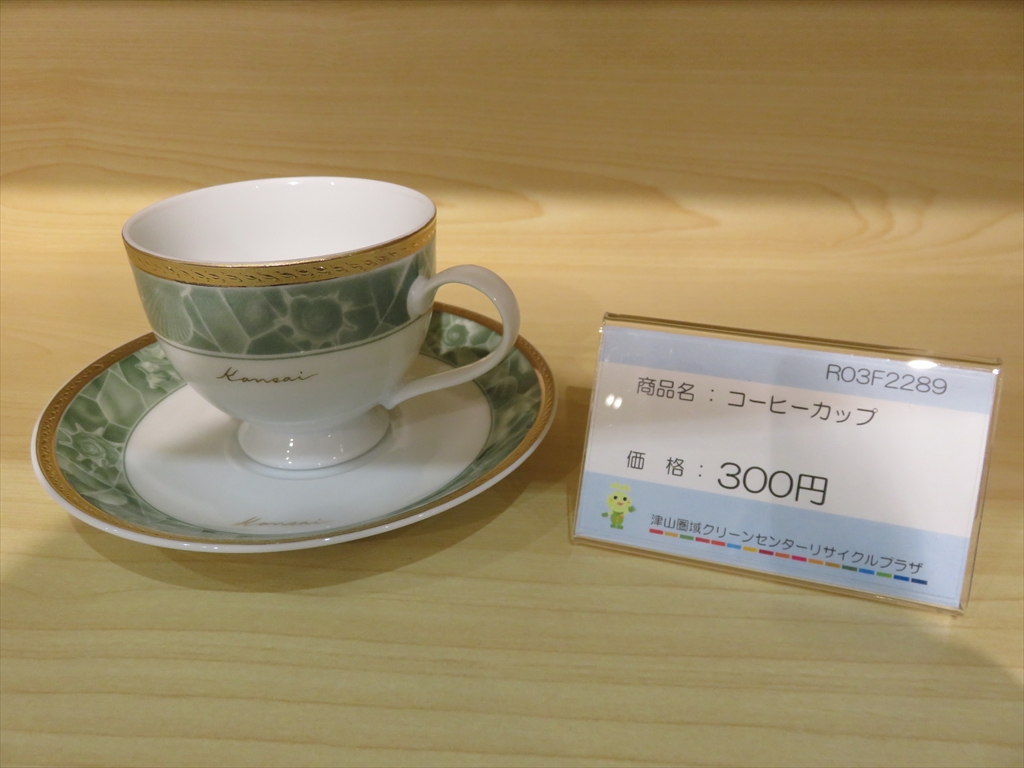 Kansai
Kansai
R03F2289
商品名 : コーヒーカップ
価 格 : 300円
津山圏域クリーンセンターリサイクルプラザ